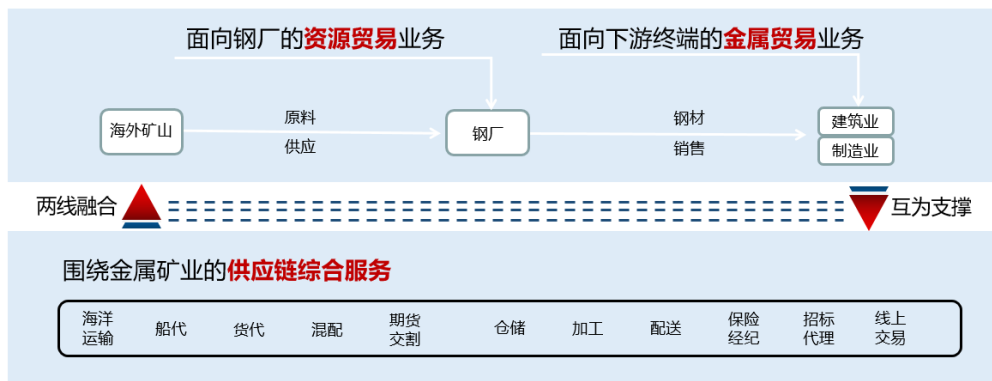 面向钢厂的资源贸易业务
面向下游终端的金属贸易业务
海外矿山
原料
供应
钢厂
钢材
销售
建筑业
制造业
两线融合
互为支撑
围绕金属矿业的供应链综合服务
海洋
运输
船代
货代
混配
期货
交割
仓储
加工
配送
保险
经纪
招标
代理
线上
交易